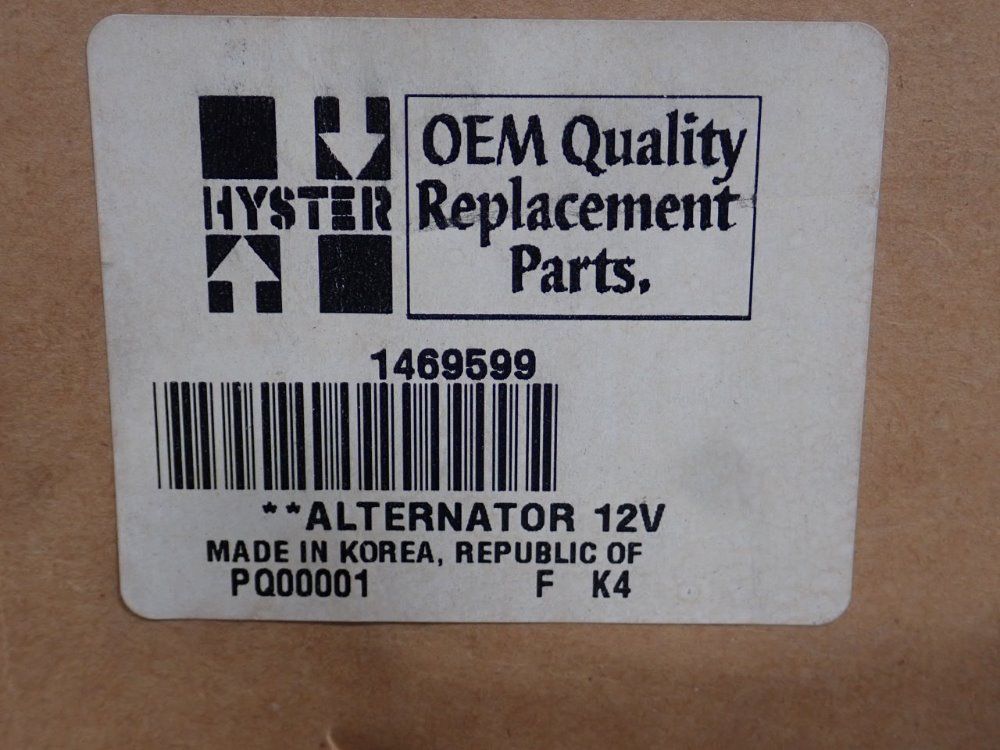 HYSTER
OEM Quality
Replacement
Parts.
1469599
**ALTERNATOR 12V
MADE IN KOREA, REPUBLIC OF
PQ00001 F K4